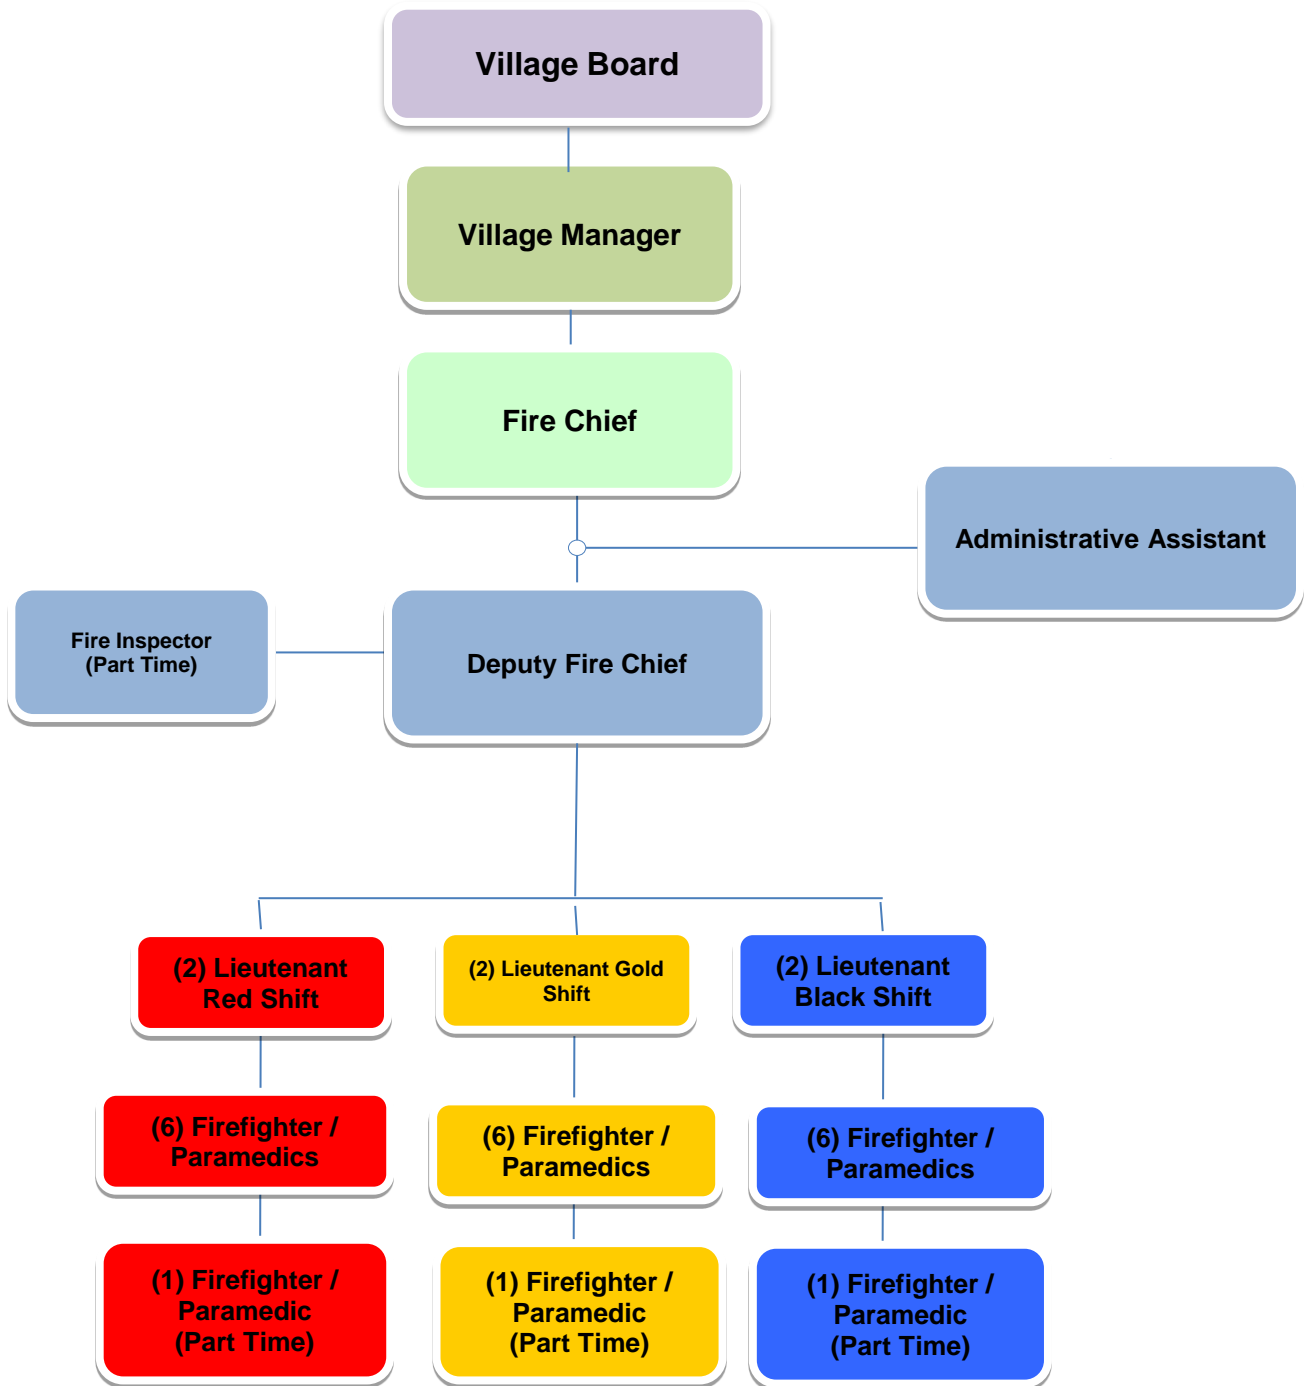 Village Board
Village Manager
Fire Chief
Administrative Assistant
Fire Inspector
(Part Time)
Deputy Fire Chief
(2) Lieutenant
Red Shift
(2) Lieutenant Gold
Shift
(2) Lieutenant
Black Shift
(6) Firefighter /
Paramedics
(6) Firefighter /
Paramedics
(6) Firefighter /
Paramedics
(1) Firefighter /
Paramedic
(Part Time)
(1) Firefighter /
Paramedic
(Part Time)
(1) Firefighter /
Paramedic
(Part Time)